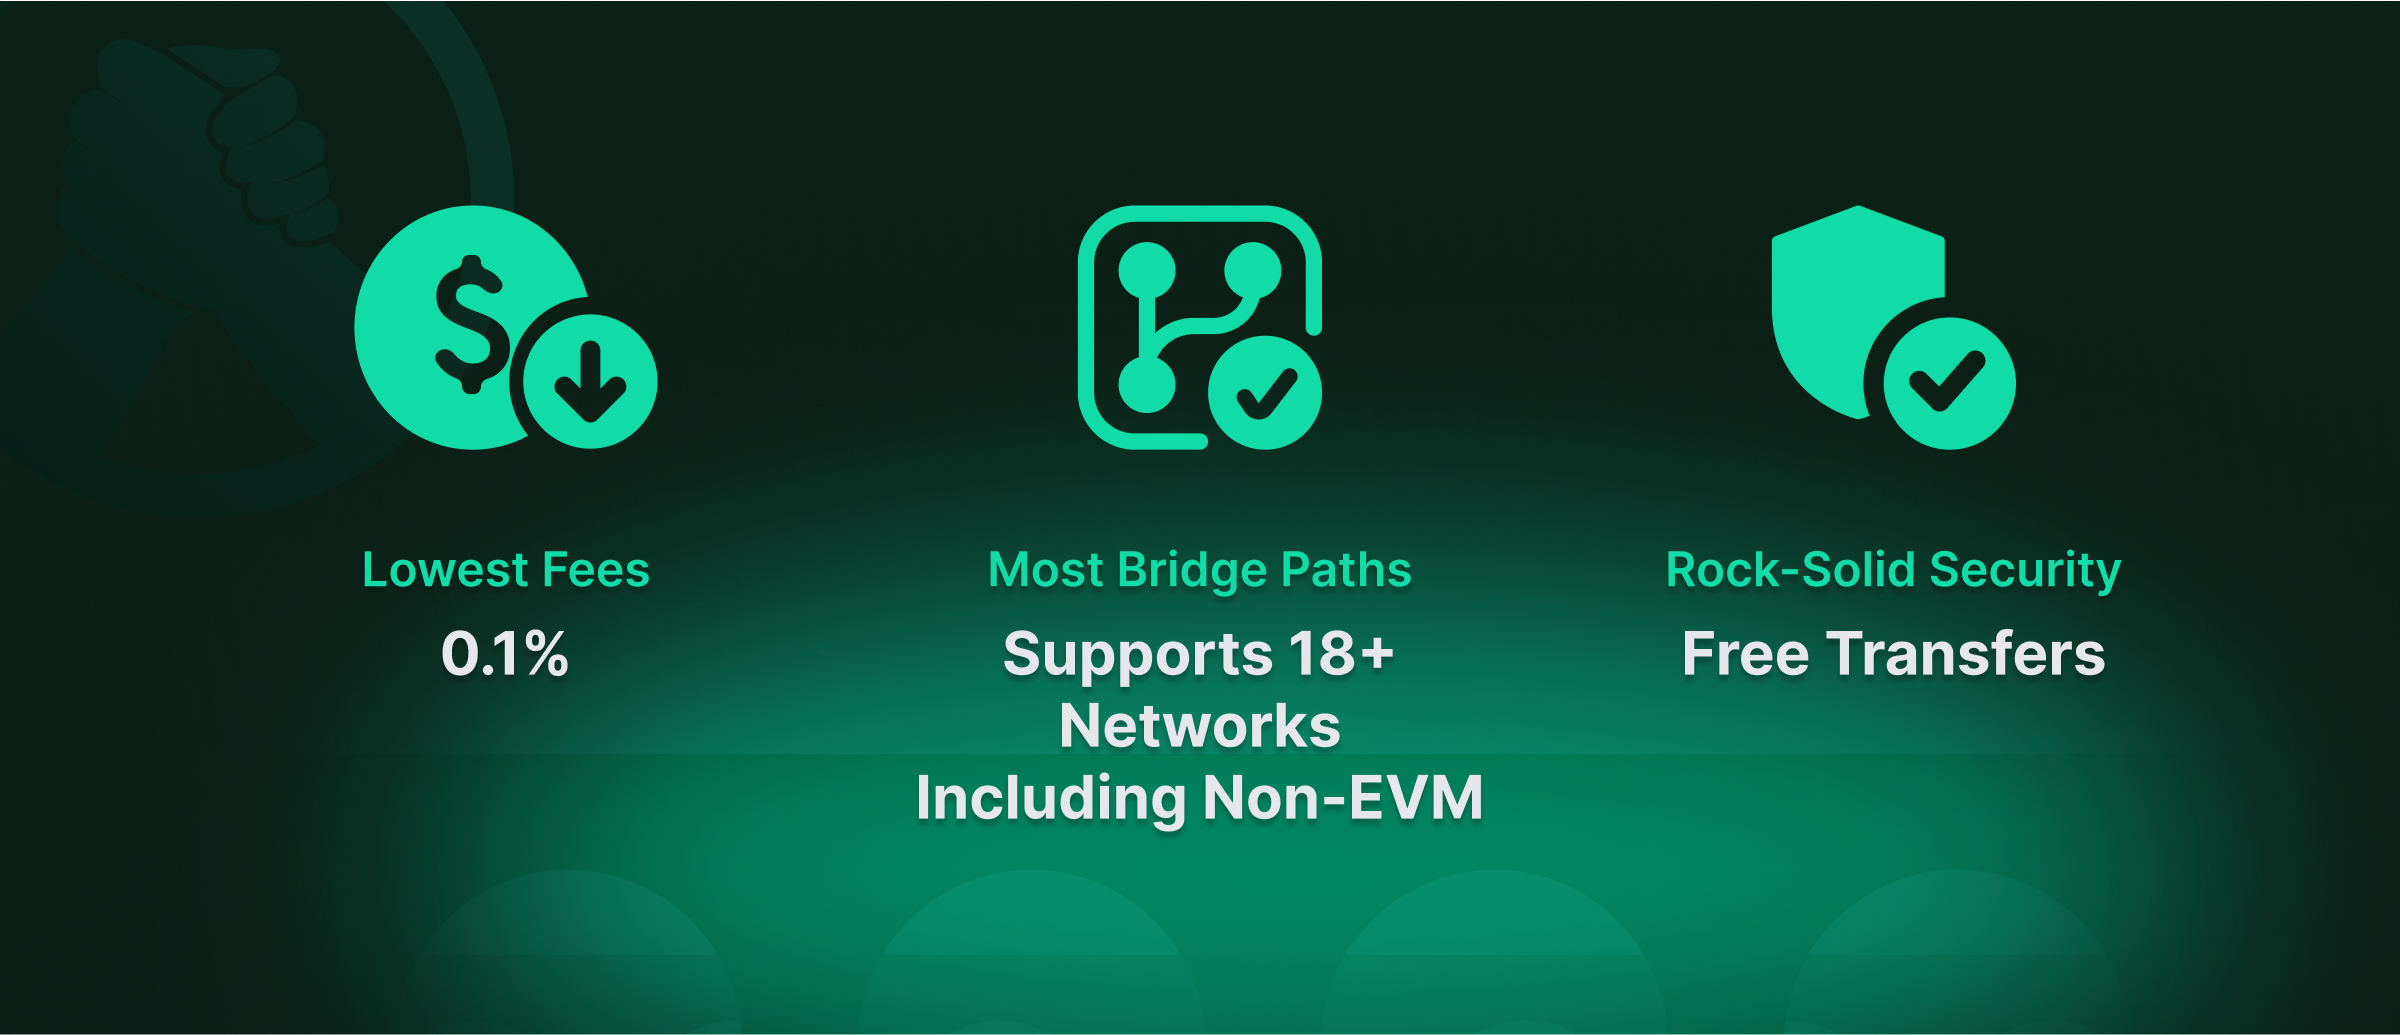 Lowest Fees
0.1%
Most Bridge Paths
Supports 18+
Networks
Including Non-EVM
Rock-Solid Security
Free Transfers